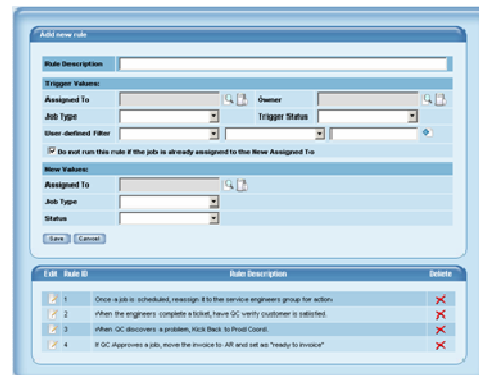 Add new rule
Rule Description
Trigger Values:
Assigned To Owner
Job Type Trigger Status
User-defined Filter
Do not run this rule if the job is already assigned to the New Assigned To
New Values:
Assigned To
Job Type
Status
Save Cancel
Edit Rule ID Rule Description Delete
1 Once a job is scheduled, reassign it to the service engineers group for action
2 When the engineers complete a ticket, have QC verify customer is satisfied.
3 When QC discovers a problem, Kick Back to Prod Coord.
4 If QC Approves a job, move the invoice to AR and set as "ready to invoice"